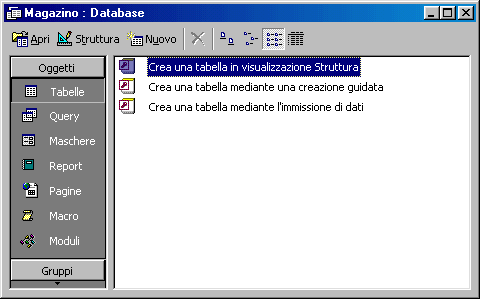 Magazino : Database
Apri Struttura Nuovo
Oggetti
Tabelle
Query
Maschere
Report
Pagine
Macro
Moduli
Gruppi
Crea una tabella in visualizzazione Struttura
Crea una tabella mediante una creazione guidata
Crea una tabella mediante l'immissione di dati